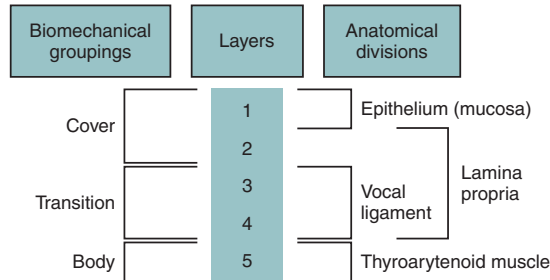 Biomechanical
groupings
Layers
Anatomical
divisions
Cover
Transition
Body
1
2
3
4
5
Epithelium (mucosa)
Vocal
ligament
Lamina
propria
Thyroarytenoid muscle